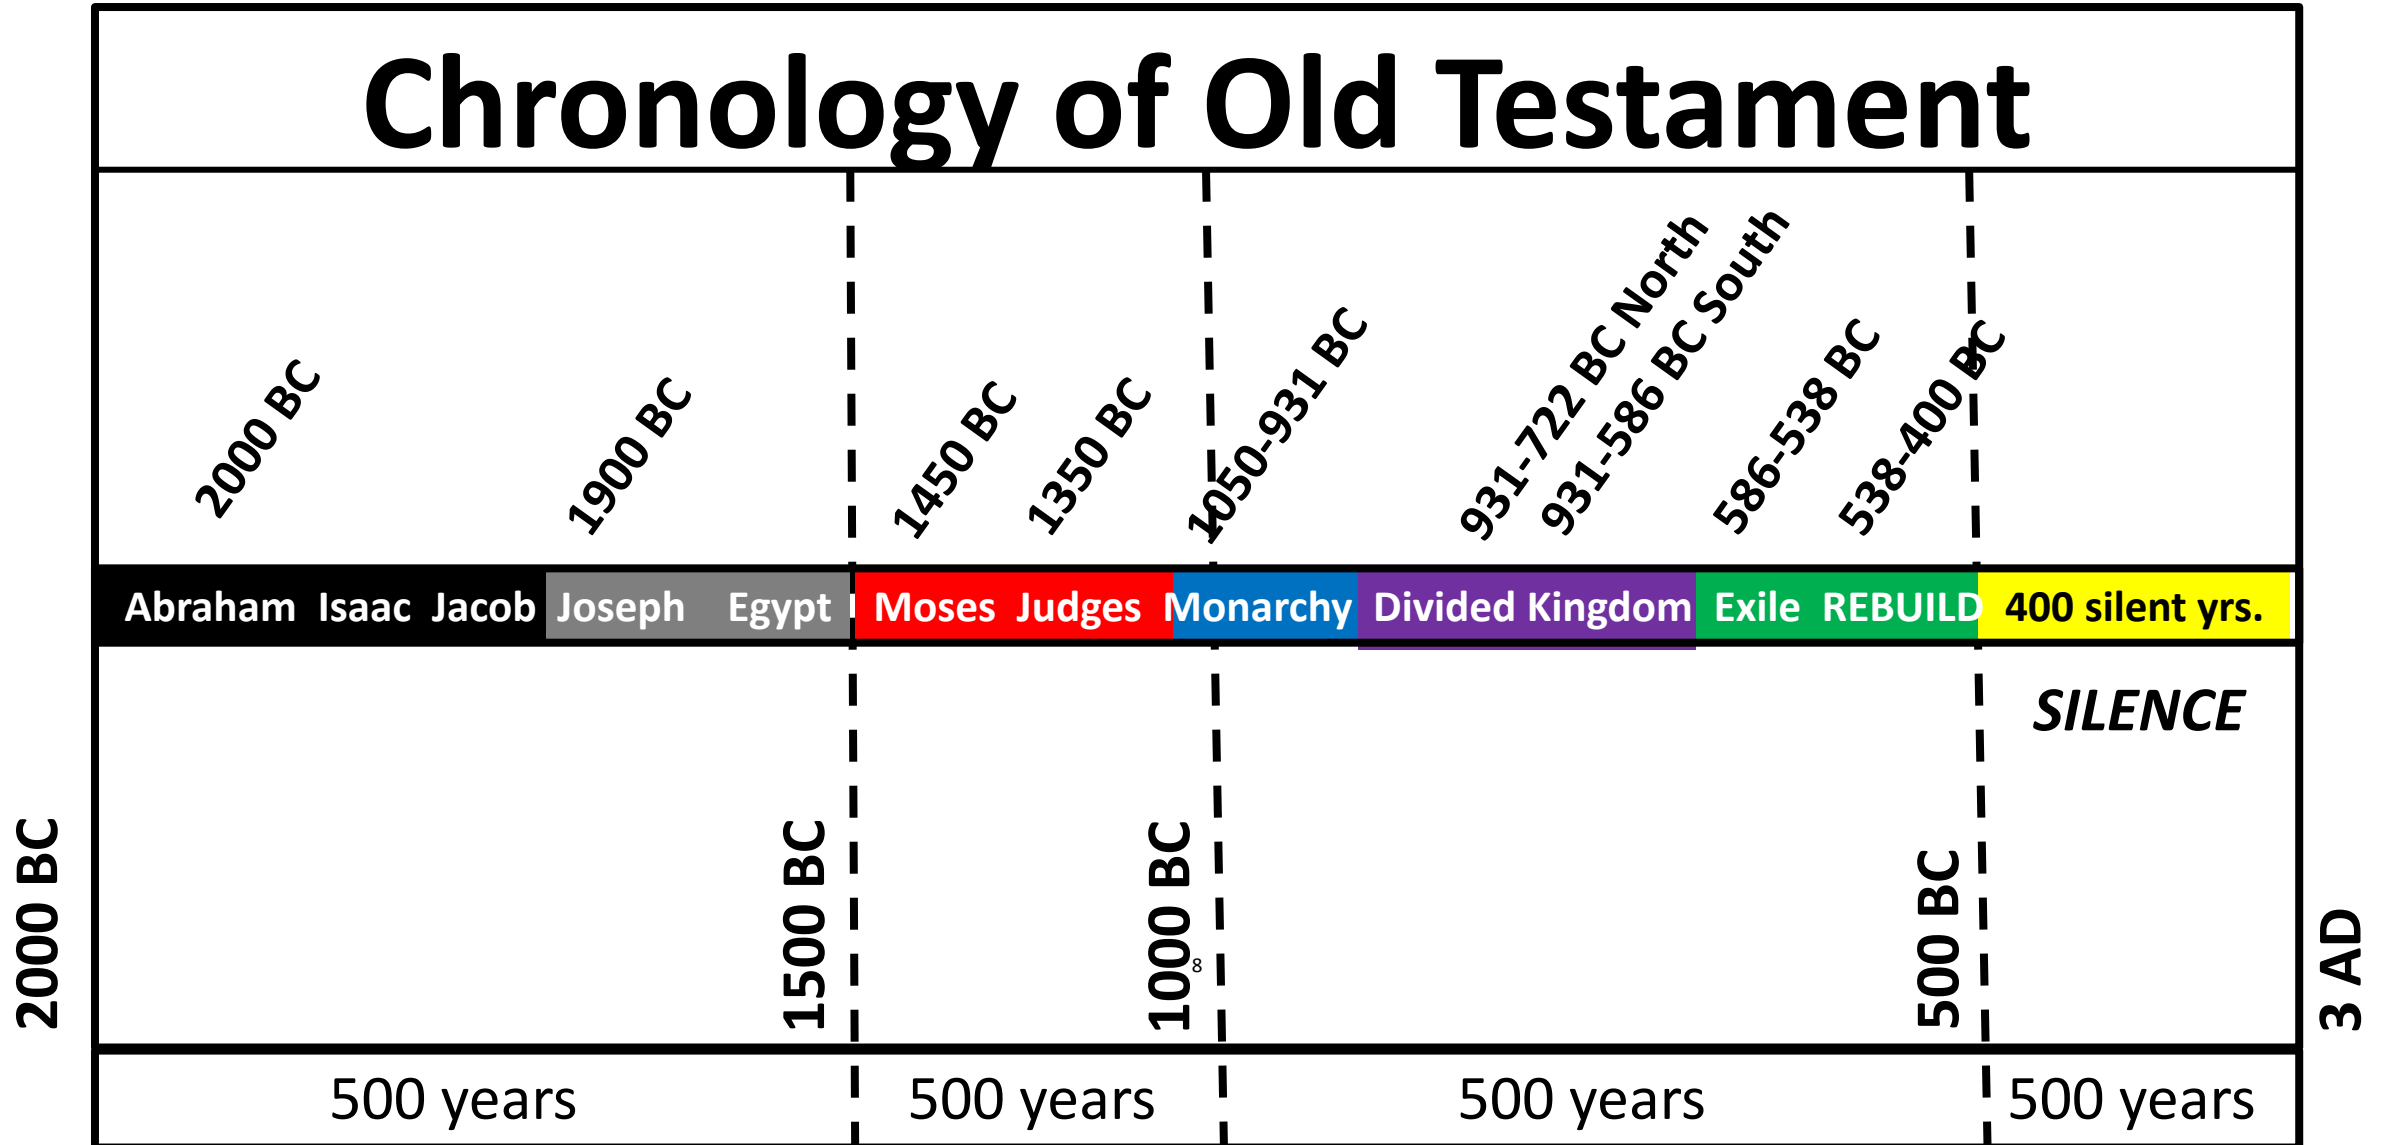 Chronology of Old Testament
2000 BC
1900 BC
1450 BC
1350 BC
1050-931 BC
931-722 BC North
931-586 BC South
586-538 BC
538-400 BC
Abraham Isaac Jacob Joseph Egypt Moses Judges Monarchy Divided Kingdom Exile REBUILD 400 silent yrs.
SILENCE
2000 BC
1500 BC
1000 BC
8
500 BC
3 AD
500 years 500 years 500 years 500 years